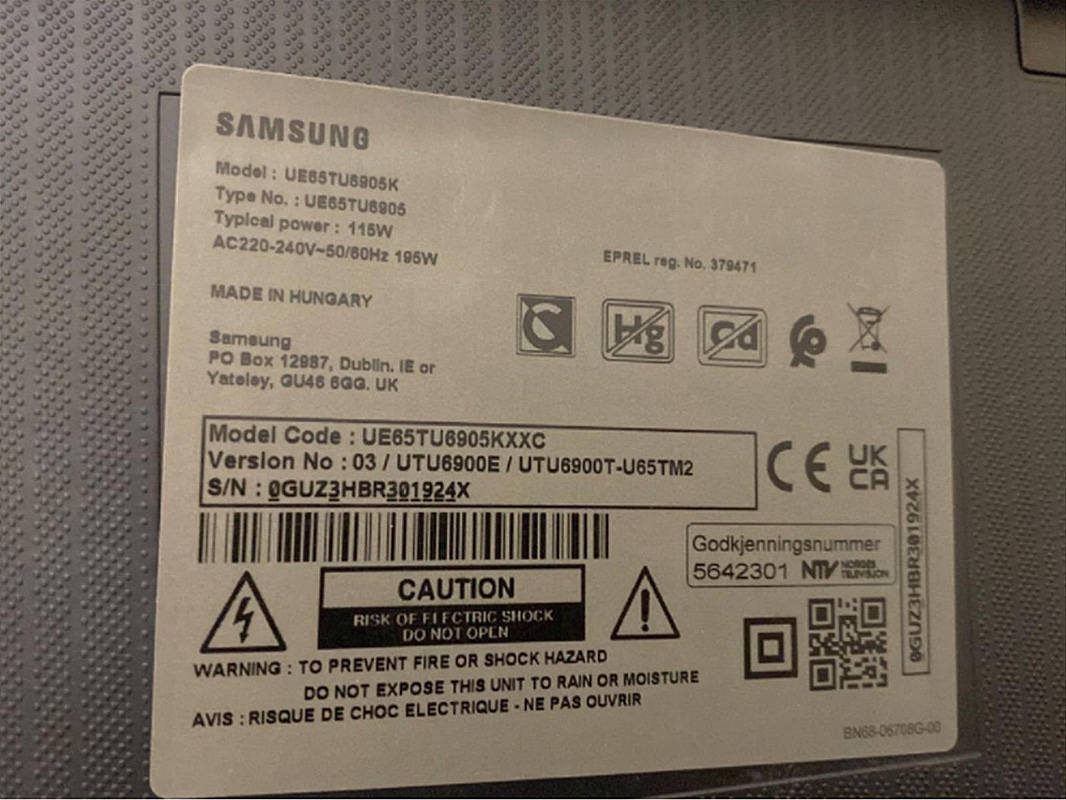 SAMSUNG
Model : UE65TU6905K
Type No. : UE65TU6905
Typical power : 115W
AC220-240V~50/60Hz 195W
EPREL reg. No. 379471
MADE IN HUNGARY
Hg
Cd
Samsung
PO Box 12987, Dublin. IE or
Yateley, GU46 6GG. UK
Model Code : UE65TU6905KXXC
Version No : 03 / UTU6900E / UTU6900T-U65TM2
S/N : 0GUZ3HBR301924X
CE
UK
CA
0GUZ3HBR301924X
Godkjenningsnummer
5642301 NTV NORGES
TELEVISJON
CAUTION
RISK OF ELECTRIC SHOCK
DO NOT OPEN
WARNING : TO PREVENT FIRE OR SHOCK HAZARD
DO NOT EXPOSE THIS UNIT TO RAIN OR MOISTURE
AVIS : RISQUE DE CHOC ELECTRIQUE - NE PAS OUVRIR
BN68-06708G-00